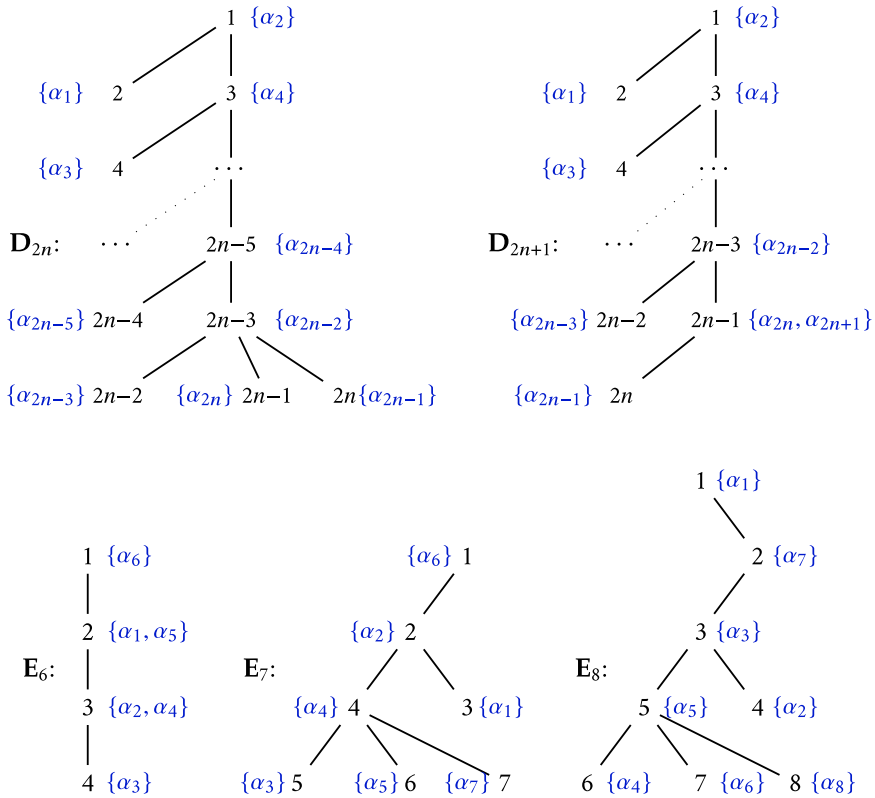 1 {α₂} 1 {α₂}
{α₁} 2 3 {α₄} {α₁} 2 3 {α₄}
{α₃} 4 ··· {α₃} 4 ···
D₂ₙ: ··· 2n−5 {α₂ₙ₋₄} D₂ₙ₊₁: ··· 2n−3 {α₂ₙ₋₂}
{α₂ₙ₋₅} 2n−4 2n−3 {α₂ₙ₋₂} {α₂ₙ₋₃} 2n−2 2n−1 {α₂ₙ, α₂ₙ₊₁}
{α₂ₙ₋₃} 2n−2 {α₂ₙ} 2n−1 2n {α₂ₙ₋₁} {α₂ₙ₋₁} 2n
1 {α₁}
1 {α₆} {α₆} 1 2 {α₇}
2 {α₁, α₅} {α₂} 2 3 {α₃}
E₆: E₇: E₈:
3 {α₂, α₄} {α₄} 4 3 {α₁} 5 {α₅} 4 {α₂}
4 {α₃} {α₃} 5 {α₅} 6 {α₇} 7 6 {α₄} 7 {α₆} 8 {α₈}